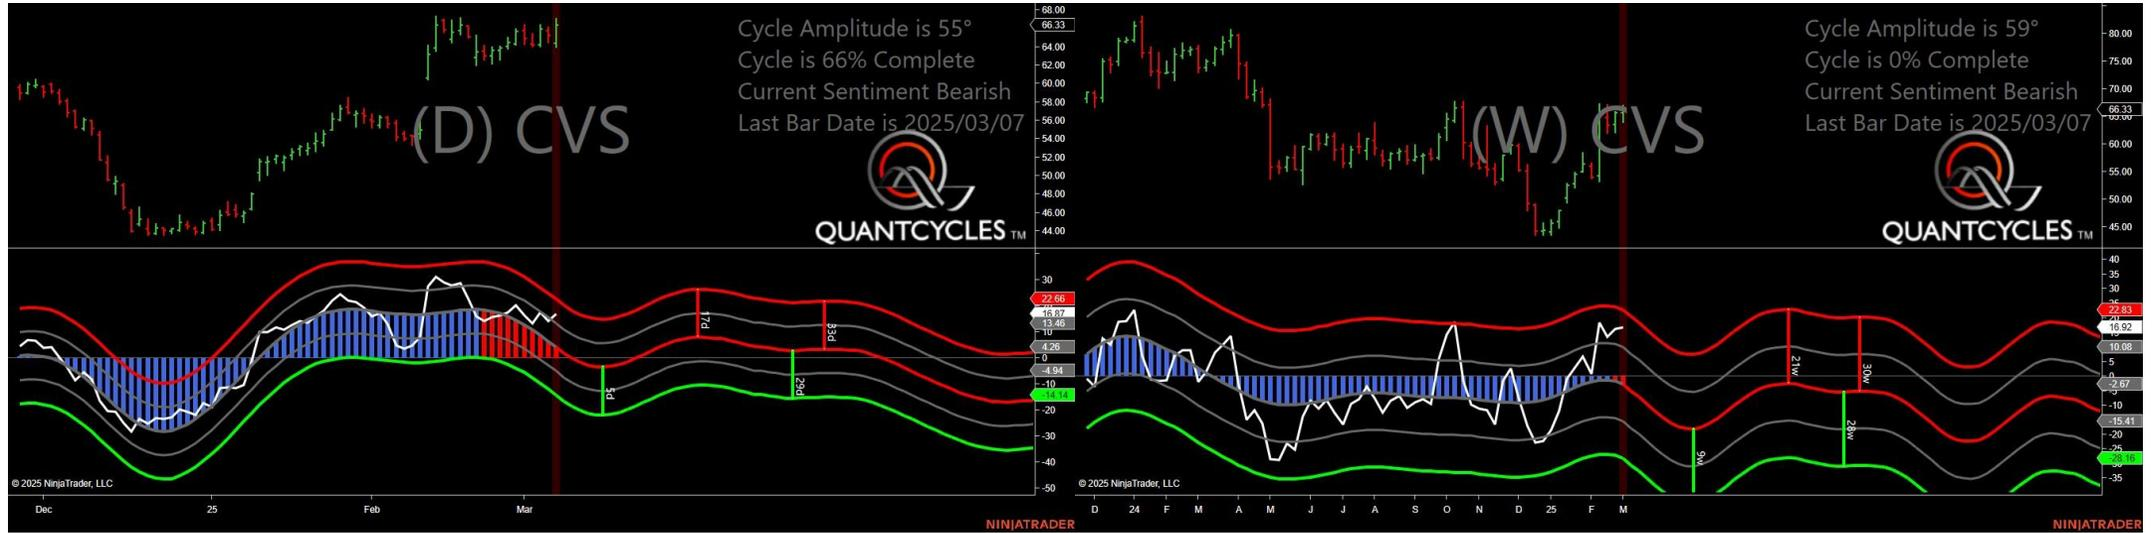 Cycle Amplitude is 55°
Cycle is 66% Complete
Current Sentiment Bearish
Last Bar Date is 2025/03/07
(D) CVS
QUANTCYCLES TM
68.00
66.33
64.00
62.00
60.00
58.00
56.00
54.00
52.00
50.00
48.00
46.00
44.00
30
22.66
16.87
13.46
10
4.26
0
-4.94
-10
-14.14
-20
-30
-40
-50
5d
17d
29d
33d
© 2025 NinjaTrader, LLC
Dec 25 Feb Mar
NINJATRADER
Cycle Amplitude is 59°
Cycle is 0% Complete
Current Sentiment Bearish
Last Bar Date is 2025/03/07
(W) CVS
QUANTCYCLES TM
80.00
75.00
70.00
66.33
65.00
60.00
55.00
50.00
45.00
40
35
30
25
22.83
16.92
10.08
5
0
-2.67
-5
-10
-15.41
-20
-25
-28.16
-35
9w
21w
28w
30w
© 2025 NinjaTrader, LLC
D 24 F M A M J J A S O N D 25 F M
NINJATRADER